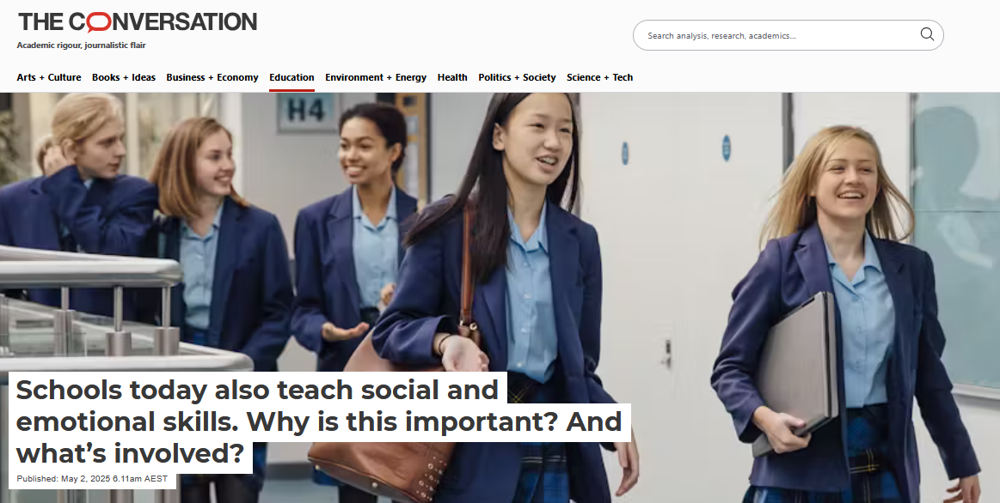 THE CONVERSATION
Academic rigour, journalistic flair
Search analysis, research, academics...
Arts + Culture Books + Ideas Business + Economy Education Environment + Energy Health Politics + Society Science + Tech
H4
Schools today also teach social and
emotional skills. Why is this important? And
what's involved?
Published: May 2, 2025 6.11am AEST